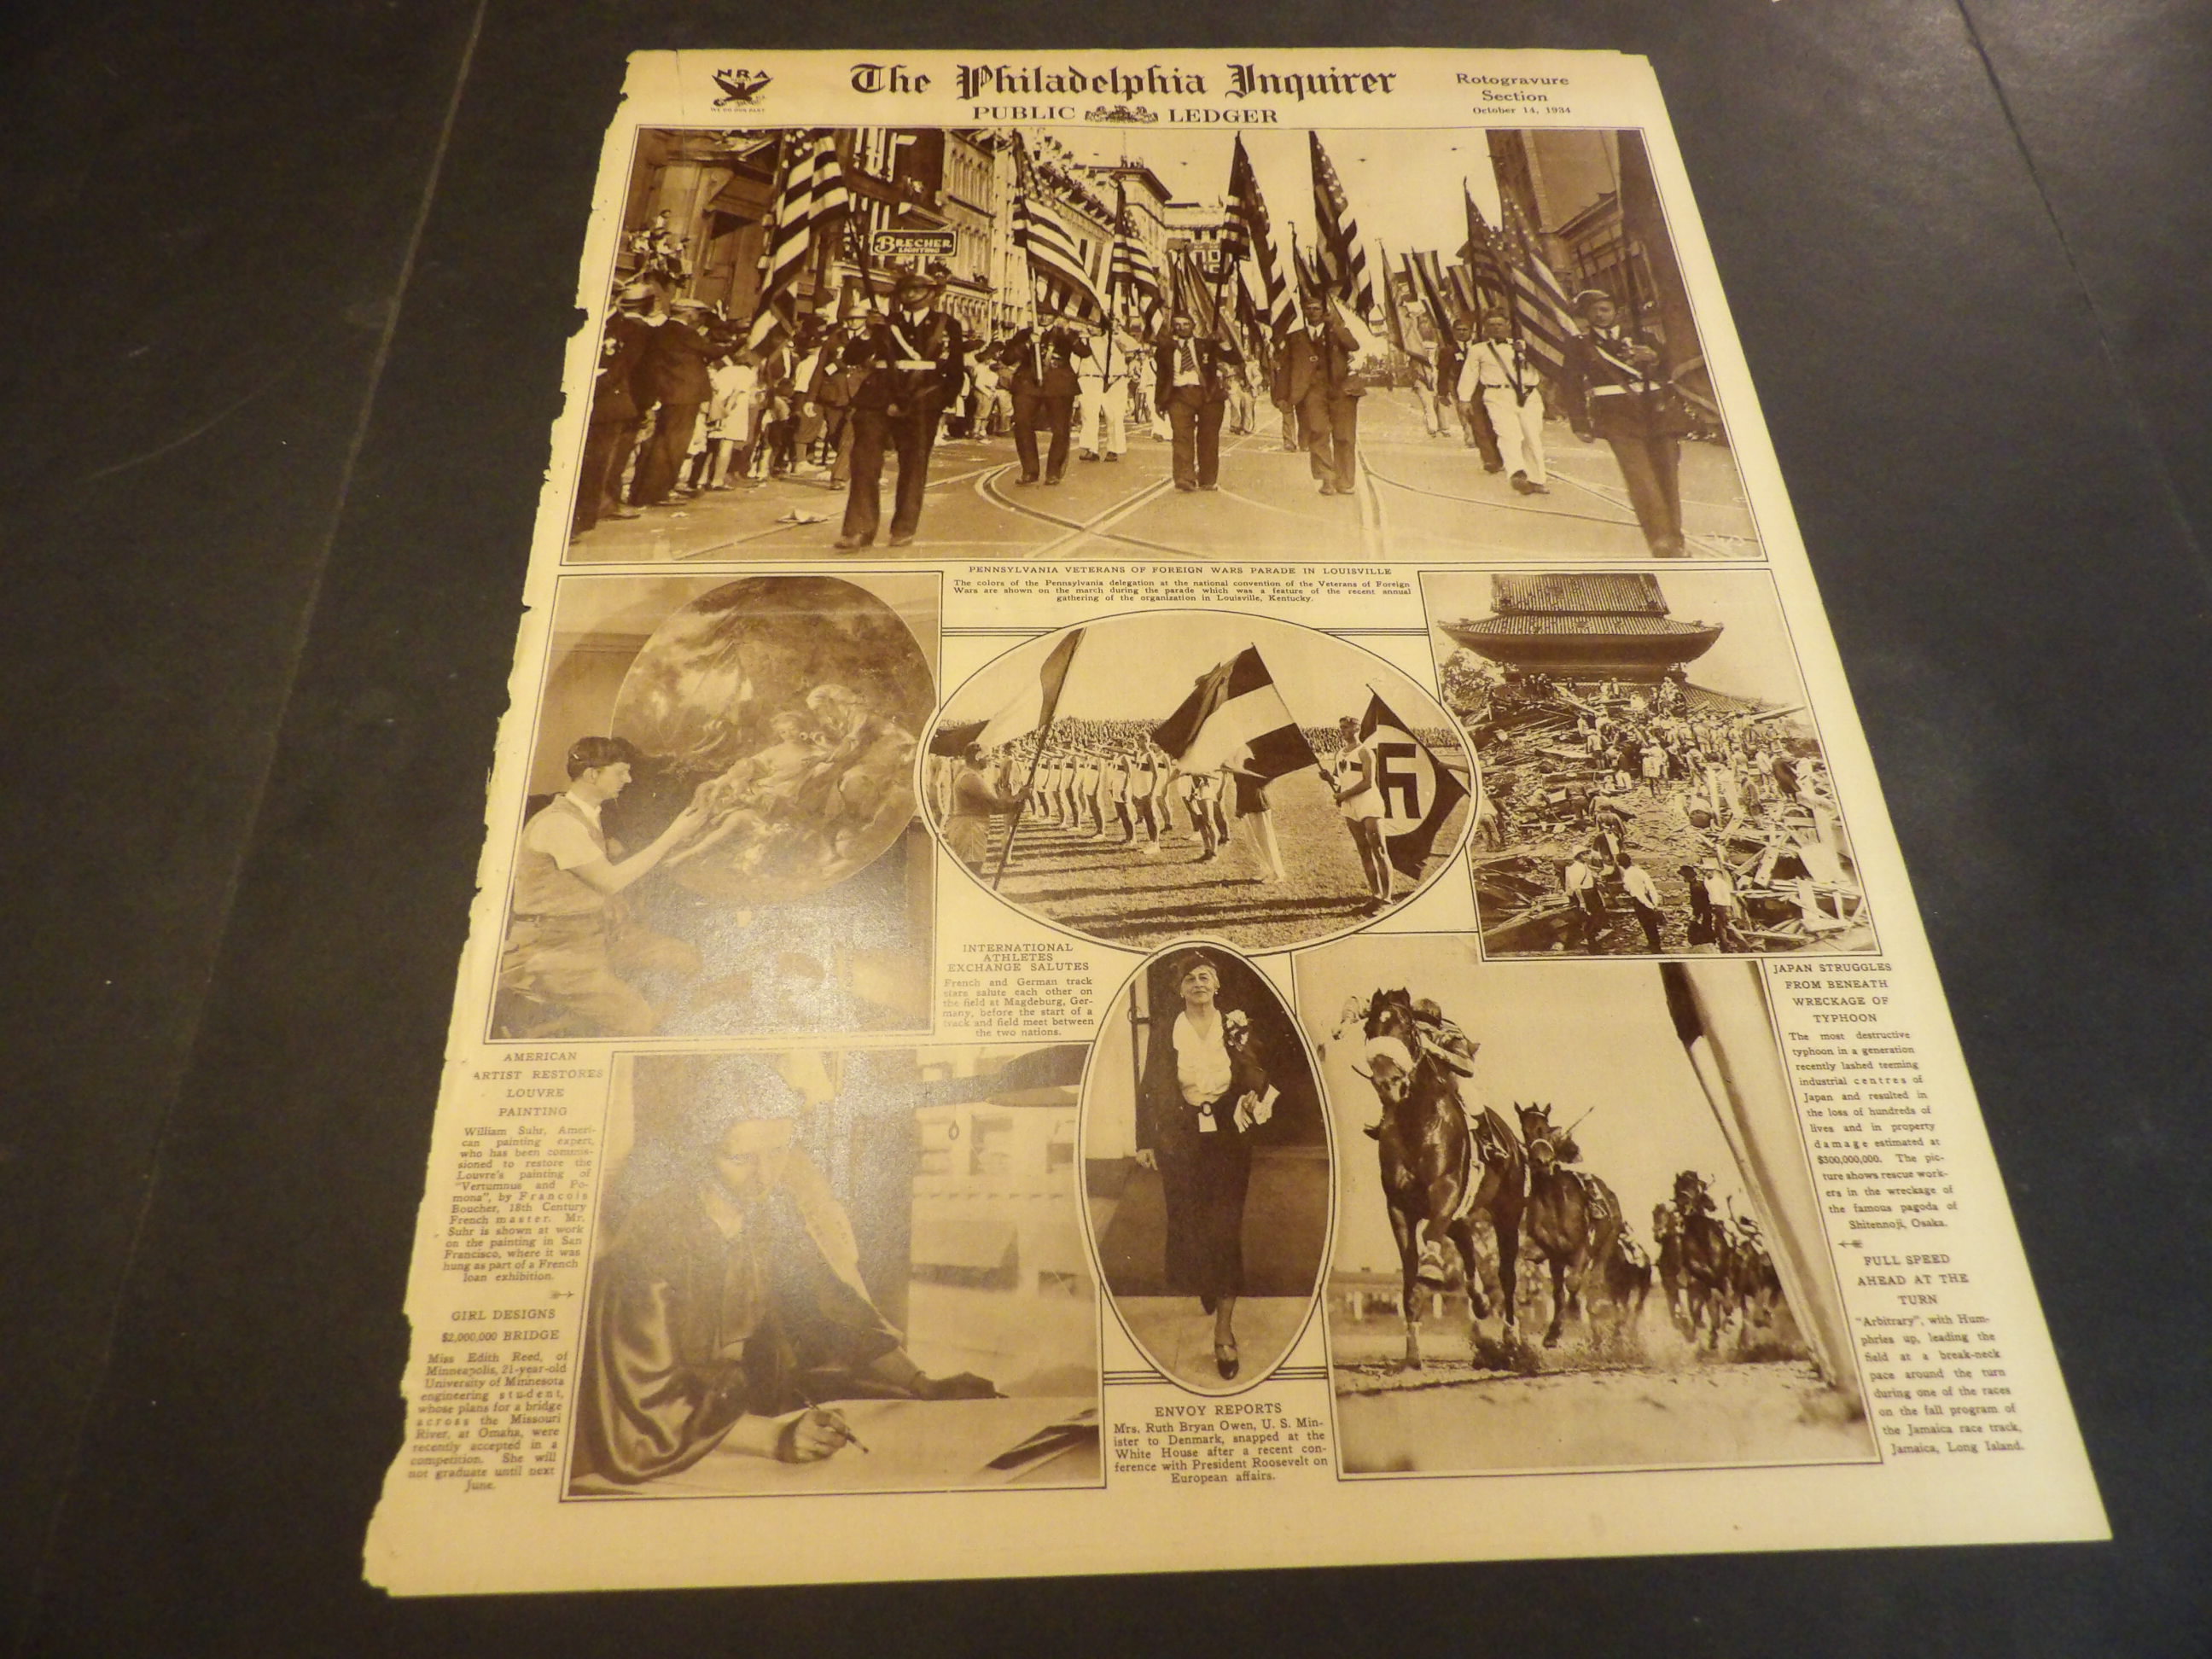 NRA
WE DO OUR PART
The Philadelphia Inquirer
PUBLIC LEDGER
Rotogravure
Section
October 14, 1934
BRECHER
LIGHTING
PENNSYLVANIA VETERANS OF FOREIGN WARS PARADE IN LOUISVILLE
The colors of the Pennsylvania delegation at the national convention of the Veterans of Foreign
Wars are shown on the march during the parade which was a feature of the recent annual
gathering of the organization in Louisville, Kentucky.
INTERNATIONAL
ATHLETES
EXCHANGE SALUTES
French and German track
stars salute each other on
the field at Magdeburg, Ger-
many, before the start of a
track and field meet between
the two nations.
JAPAN STRUGGLES
FROM BENEATH
WRECKAGE OF
TYPHOON
The most destructive
typhoon in a generation
recently lashed teeming
industrial centres of
Japan and resulted in
the loss of hundreds of
lives and in property
damage estimated at
$300,000,000. The pic-
ture shows rescue work-
ers in the wreckage of
the famous pagoda of
Shitennoji, Osaka.
AMERICAN
ARTIST RESTORES
LOUVRE
PAINTING
William Suhr, Ameri-
can painting expert,
who has been commis-
sioned to restore the
Louvre's painting of
"Vertumnus and Po-
mona", by Francois
Boucher, 18th Century
French master. Mr.
Suhr is shown at work
on the painting in San
Francisco, where it was
hung as part of a French
loan exhibition.
GIRL DESIGNS
$2,000,000 BRIDGE
Miss Edith Reed, of
Minneapolis, 21-year-old
University of Minnesota
engineering student,
whose plans for a bridge
across the Missouri
River, at Omaha, were
recently accepted in a
competition. She will
not graduate until next
June.
ENVOY REPORTS
Mrs. Ruth Bryan Owen, U. S. Min-
ister to Denmark, snapped at the
White House after a recent con-
ference with President Roosevelt on
European affairs.
FULL SPEED
AHEAD AT THE
TURN
"Arbitrary", with Hum-
phries up, leading the
field at a break-neck
pace around the turn
during one of the races
on the fall program of
the Jamaica race track,
Jamaica, Long Island.